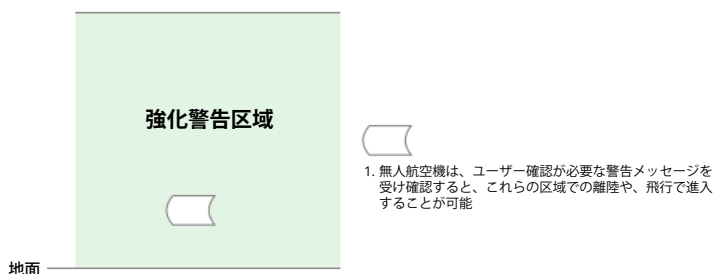 強化警告区域
1. 無人航空機は、ユーザー確認が必要な警告メッセージを
受け確認すると、これらの区域での離陸や、飛行で進入
することが可能
地面